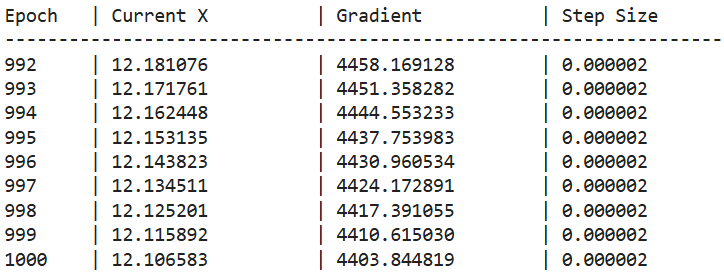 Epoch | Current X | Gradient | Step Size
--------------------------------------------------------------------
992 | 12.181076 | 4458.169128 | 0.000002
993 | 12.171761 | 4451.358282 | 0.000002
994 | 12.162448 | 4444.553233 | 0.000002
995 | 12.153135 | 4437.753983 | 0.000002
996 | 12.143823 | 4430.960534 | 0.000002
997 | 12.134511 | 4424.172891 | 0.000002
998 | 12.125201 | 4417.391055 | 0.000002
999 | 12.115892 | 4410.615030 | 0.000002
1000 | 12.106583 | 4403.844819 | 0.000002